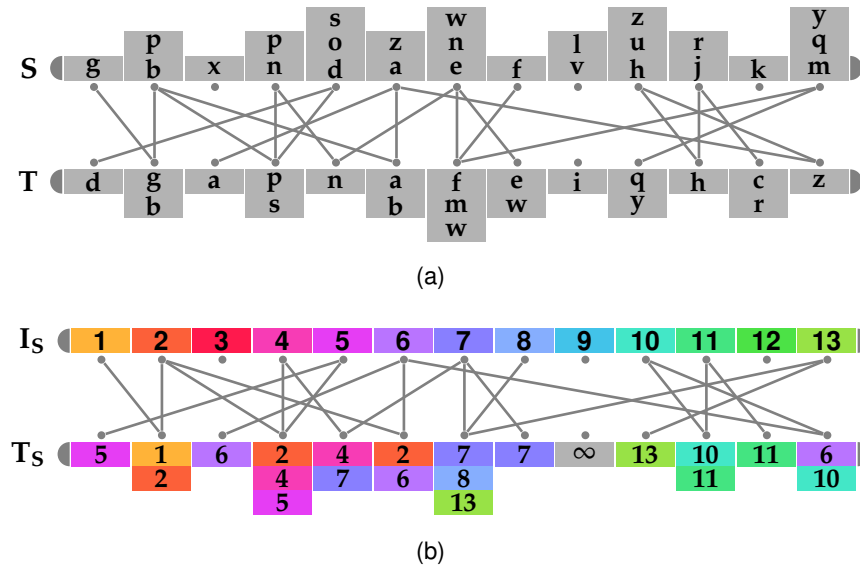 s w z y
p p o z n l u r q
S g b x n d a e f v h j k m
T d g a p n a f e i q h c z
b s b m w y r
w
(a)
I_S 1 2 3 4 5 6 7 8 9 10 11 12 13
T_S 5 1 6 2 4 2 7 7 ∞ 13 10 11 6
2 4 7 6 8 11 10
5 13
(b)